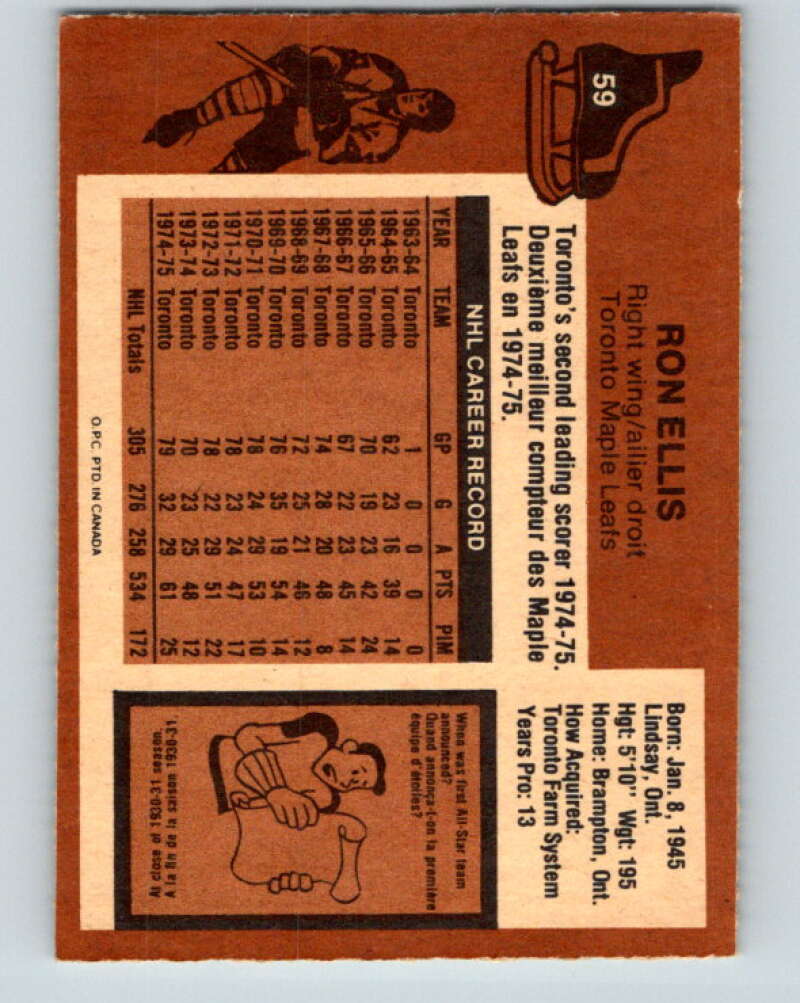 59
RON ELLIS
Right wing/ailier droit
Toronto Maple Leafs
Born: Jan. 8, 1945
Lindsay, Ont.
Hgt: 5'10" Wgt: 195
Home: Brampton, Ont.
How Acquired:
Toronto Farm System
Years Pro: 13
Toronto's second leading scorer 1974-75.
Deuxième meilleur compteur des Maple
Leafs en 1974-75.
NHL CAREER RECORD
YEAR TEAM GP G A PTS PIM
1963-64 Toronto 1 0 0 0 0
1964-65 Toronto 62 23 16 39 14
1965-66 Toronto 70 19 23 42 24
1966-67 Toronto 67 22 23 45 14
1967-68 Toronto 74 28 20 48 8
1968-69 Toronto 72 25 21 46 12
1969-70 Toronto 76 35 19 54 14
1970-71 Toronto 78 24 29 53 10
1971-72 Toronto 78 23 24 47 17
1972-73 Toronto 78 22 29 51 22
1973-74 Toronto 70 23 25 48 12
1974-75 Toronto 79 32 29 61 25
NHL Totals 305 276 258 534 172
When was first All-Star team
announced?
Quand annonça-t-on la première
équipe d'étoiles?
At close of 1930-31 season.
A la fin de la saison 1930-31
O.P.C. PTD. IN CANADA